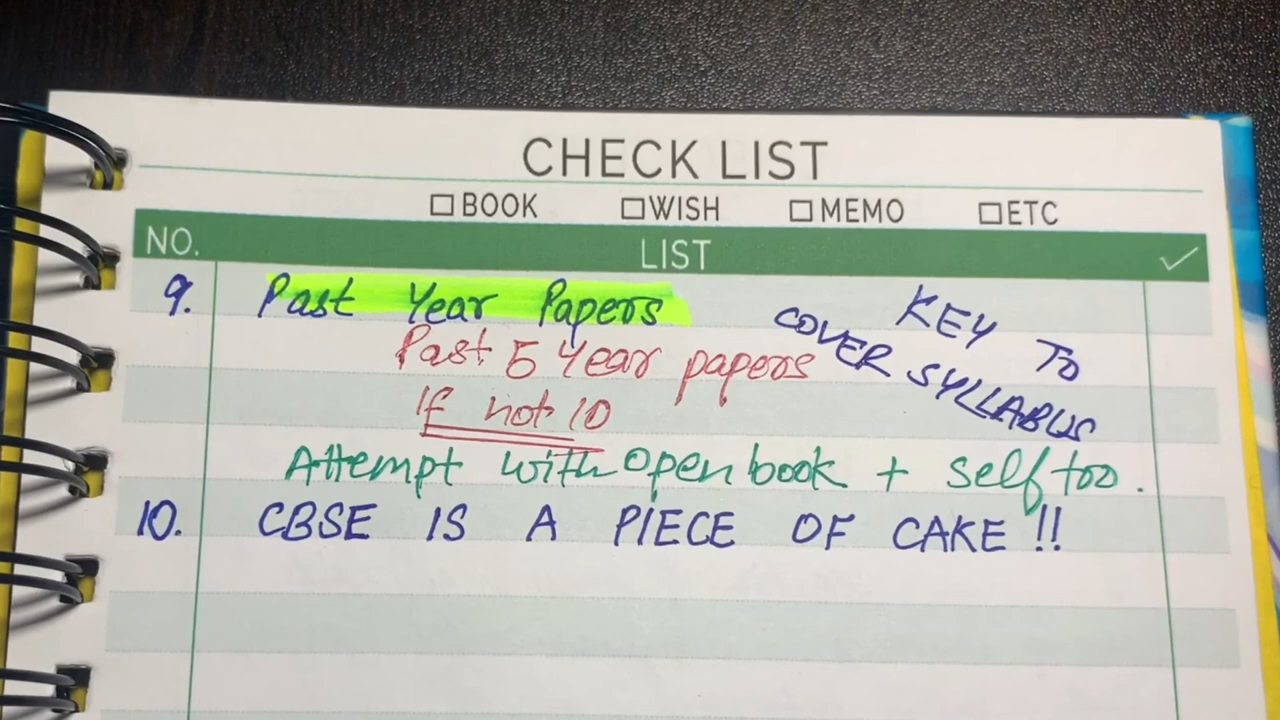 CHECK LIST
☐ BOOK ☐ WISH ☐ MEMO ☐ ETC
NO. LIST ✓
9. Past Year Papers
KEY TO
COVER SYLLABUS
Past 5 Year papers
If not 10
Attempt with open book + self too.
10. CBSE IS A PIECE OF CAKE !!